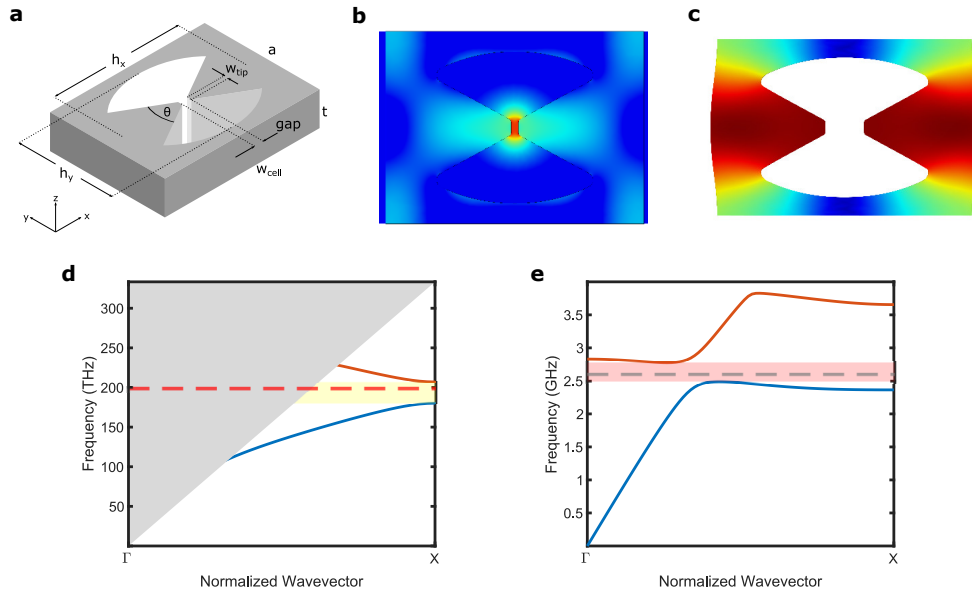 a
h_x
a
w_tip
θ
t
gap
h_y
w_cell
z
y
x
b
c
d
Frequency (THz)
300
250
200
150
100
50
Γ
X
Normalized Wavevector
e
Frequency (GHz)
3.5
3
2.5
2
1.5
1
0.5
Γ
X
Normalized Wavevector